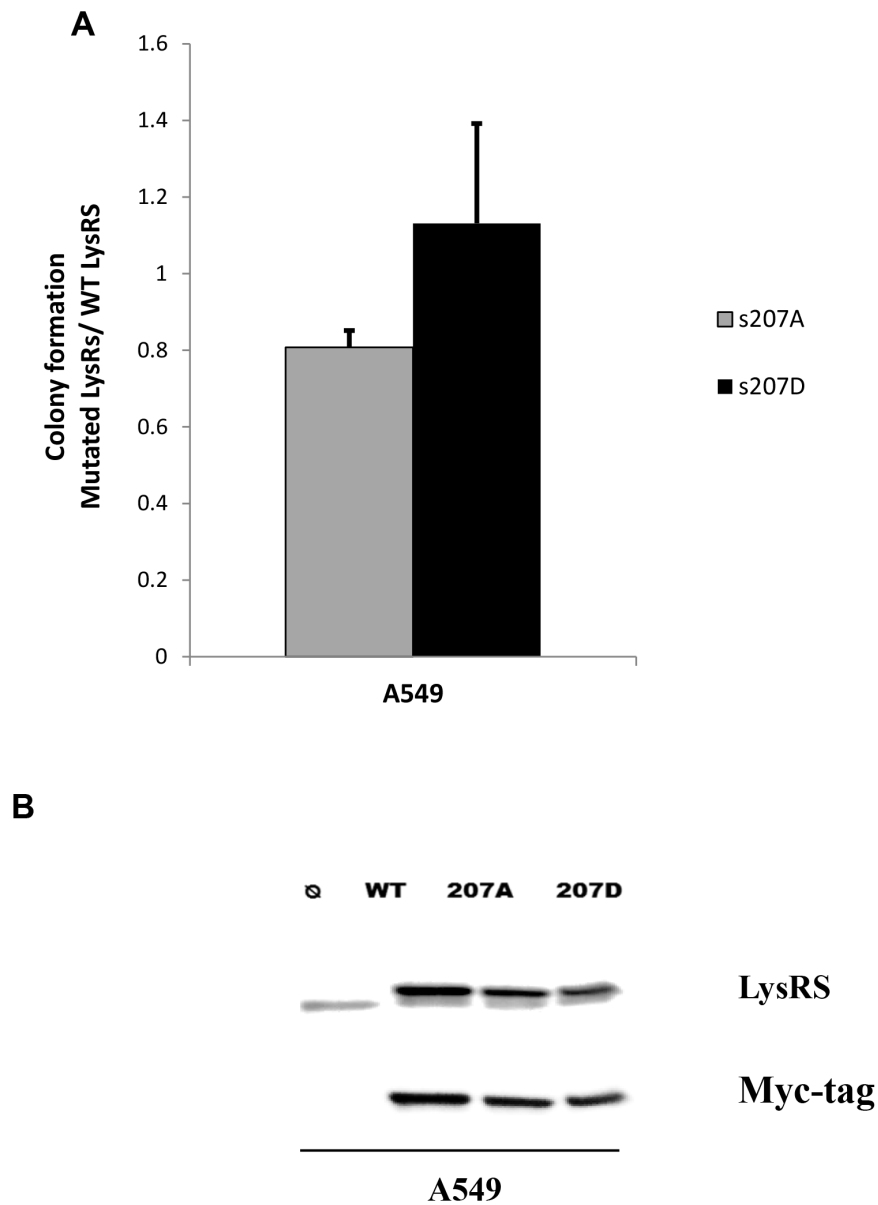 A
1.6
1.4
1.2
1
0.8
0.6
0.4
0.2
0
Colony formation
Mutated LysRs/ WT LysRS
s207A
s207D
A549
B
Ø WT 207A 207D
LysRS
Myc-tag
A549